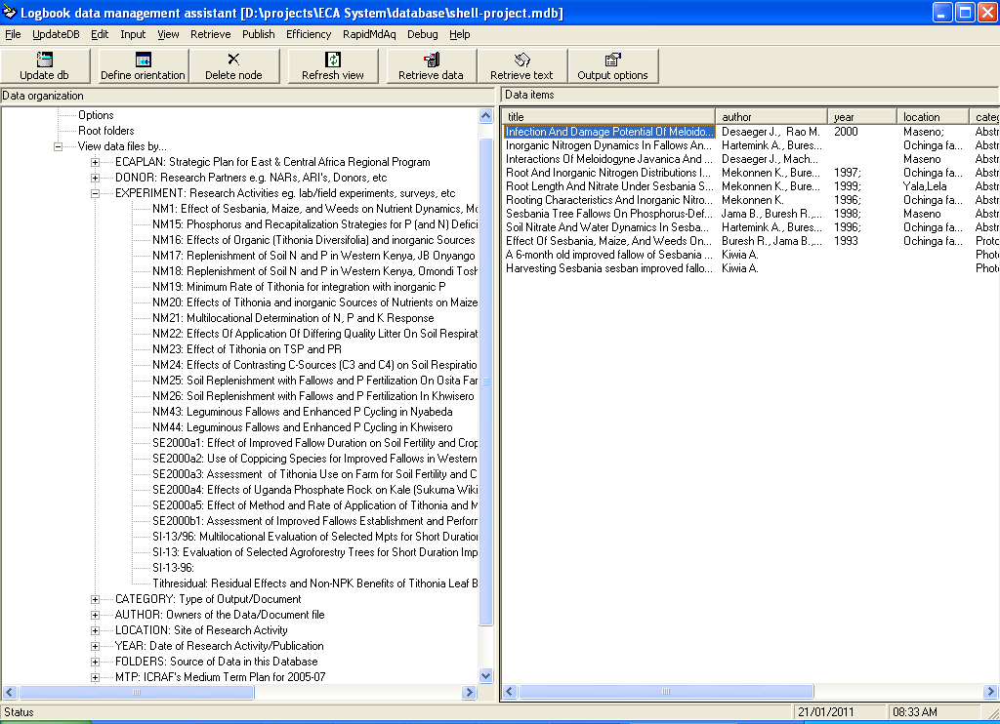 Logbook data management assistant [D:\projects\ECA System\database\shell-project.mdb]
File UpdateDB Edit Input View Retrieve Publish Efficiency RapidMdAq Debug Help
Update db Define orientation Delete node Refresh view Retrieve data Retrieve text Output options
Data organization
Options
Root folders
View data files by...
ECAPLAN: Strategic Plan for East & Central Africa Regional Program
DONOR: Research Partners e.g. NARs, ARI's, Donors, etc
EXPERIMENT: Research Activities eg. lab/field experiments, surveys, etc
NM1: Effect of Sesbania, Maize, and Weeds on Nutrient Dynamics, Mo
NM15: Phosphorus and Recapitalization Strategies for P (and N) Defici
NM16: Effects of Organic (Tithonia Diversifolia) and inorganic Sources
NM17: Replenishment of Soil N and P in Western Kenya, JB Onyango
NM18: Replenishment of Soil N and P in Western Kenya, Omondi Tosh
NM19: Minimum Rate of Tithonia for integration with inorganic P
NM20: Effects of Tithonia and inorganic Sources of Nutrients on Maize
NM21: Multilocational Determination of N, P and K Response
NM22: Effects Of Application Of Differing Quality Litter On Soil Respirat
NM23: Effect of Tithonia on TSP and PR
NM24: Effects of Contrasting C-Sources (C3 and C4) on Soil Respiratio
NM25: Soil Replenishment with Fallows and P Fertilization On Osita Far
NM26: Soil Replenishment with Fallows and P Fertilization In Khwisero
NM43: Leguminous Fallows and Enhanced P Cycling in Nyabeda
NM44: Leguminous Fallows and Enhanced P Cycling in Khwisero
SE2000a1: Effect of Improved Fallow Duration on Soil Fertility and Crop
SE2000a2: Use of Coppicing Species for Improved Fallows in Western
SE2000a3: Assessment of Tithonia Use on Farm for Soil Fertility and C
SE2000a4: Effects of Uganda Phosphate Rock on Kale (Sukuma Wiki
SE2000a5: Effect of Method and Rate of Application of Tithonia and M
SE2000b1: Assessment of Improved Fallows Establishment and Perform
SI-13/96: Multilocational Evaluation of Selected Mpts for Short Duration
SI-13: Evaluation of Selected Agroforestry Trees for Short Duration Imp
SI-13-96:
Tithresidual: Residual Effects and Non-NPK Benefits of Tithonia Leaf B
CATEGORY: Type of Output/Document
AUTHOR: Owners of the Data/Document file
LOCATION: Site of Research Activity
YEAR: Date of Research Activity/Publication
FOLDERS: Source of Data in this Database
MTP: ICRAF's Medium Term Plan for 2005-07
Data items
title author year location categ
Infection And Damage Potential Of Meloido... Desaeger J., Rao M. 2000 Maseno; Abstr
Inorganic Nitrogen Dynamics In Fallows An... Hartemink A., Bures... Ochinga fa... Abstr
Interactions Of Meloidogyne Javanica And ... Desaeger J., Mach... Maseno Abstr
Root And Inorganic Nitrogen Distributions I... Mekonnen K., Bure... 1997; Ochinga fa... Abstr
Root Length And Nitrate Under Sesbania S... Mekonnen K., Bure... 1999; Yala,Lela Abstr
Rooting Characteristics And Inorganic Nitro... Mekonnen K. 1996; Ochinga fa... Abstr
Sesbania Tree Fallows On Phosphorus-Def... Jama B., Buresh R.,... 1998; Maseno Abstr
Soil Nitrate And Water Dynamics In Sesba... Hartemink A., Bures... 1996; Ochinga fa... Abstr
Effect Of Sesbania, Maize, And Weeds On... Buresh R., Jama B.,... 1993 Ochinga fa... Proto
A 6-month old improved fallow of Sesbania ... Kiwia A. Photo
Harvesting Sesbania sesban improved fallo... Kiwia A. Photo
Status 21/01/2011 08:33 AM